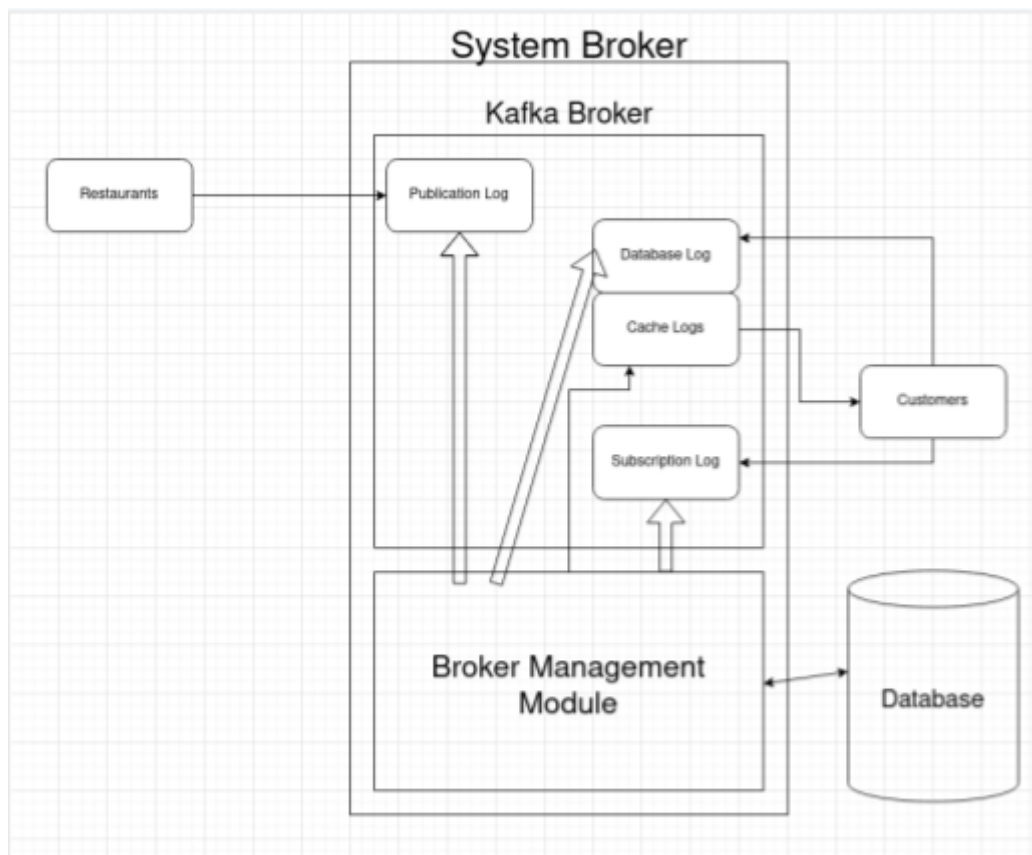 System Broker
Kafka Broker
Restaurants
Publication Log
Database Log
Cache Logs
Customers
Subscription Log
Broker Management
Module
Database